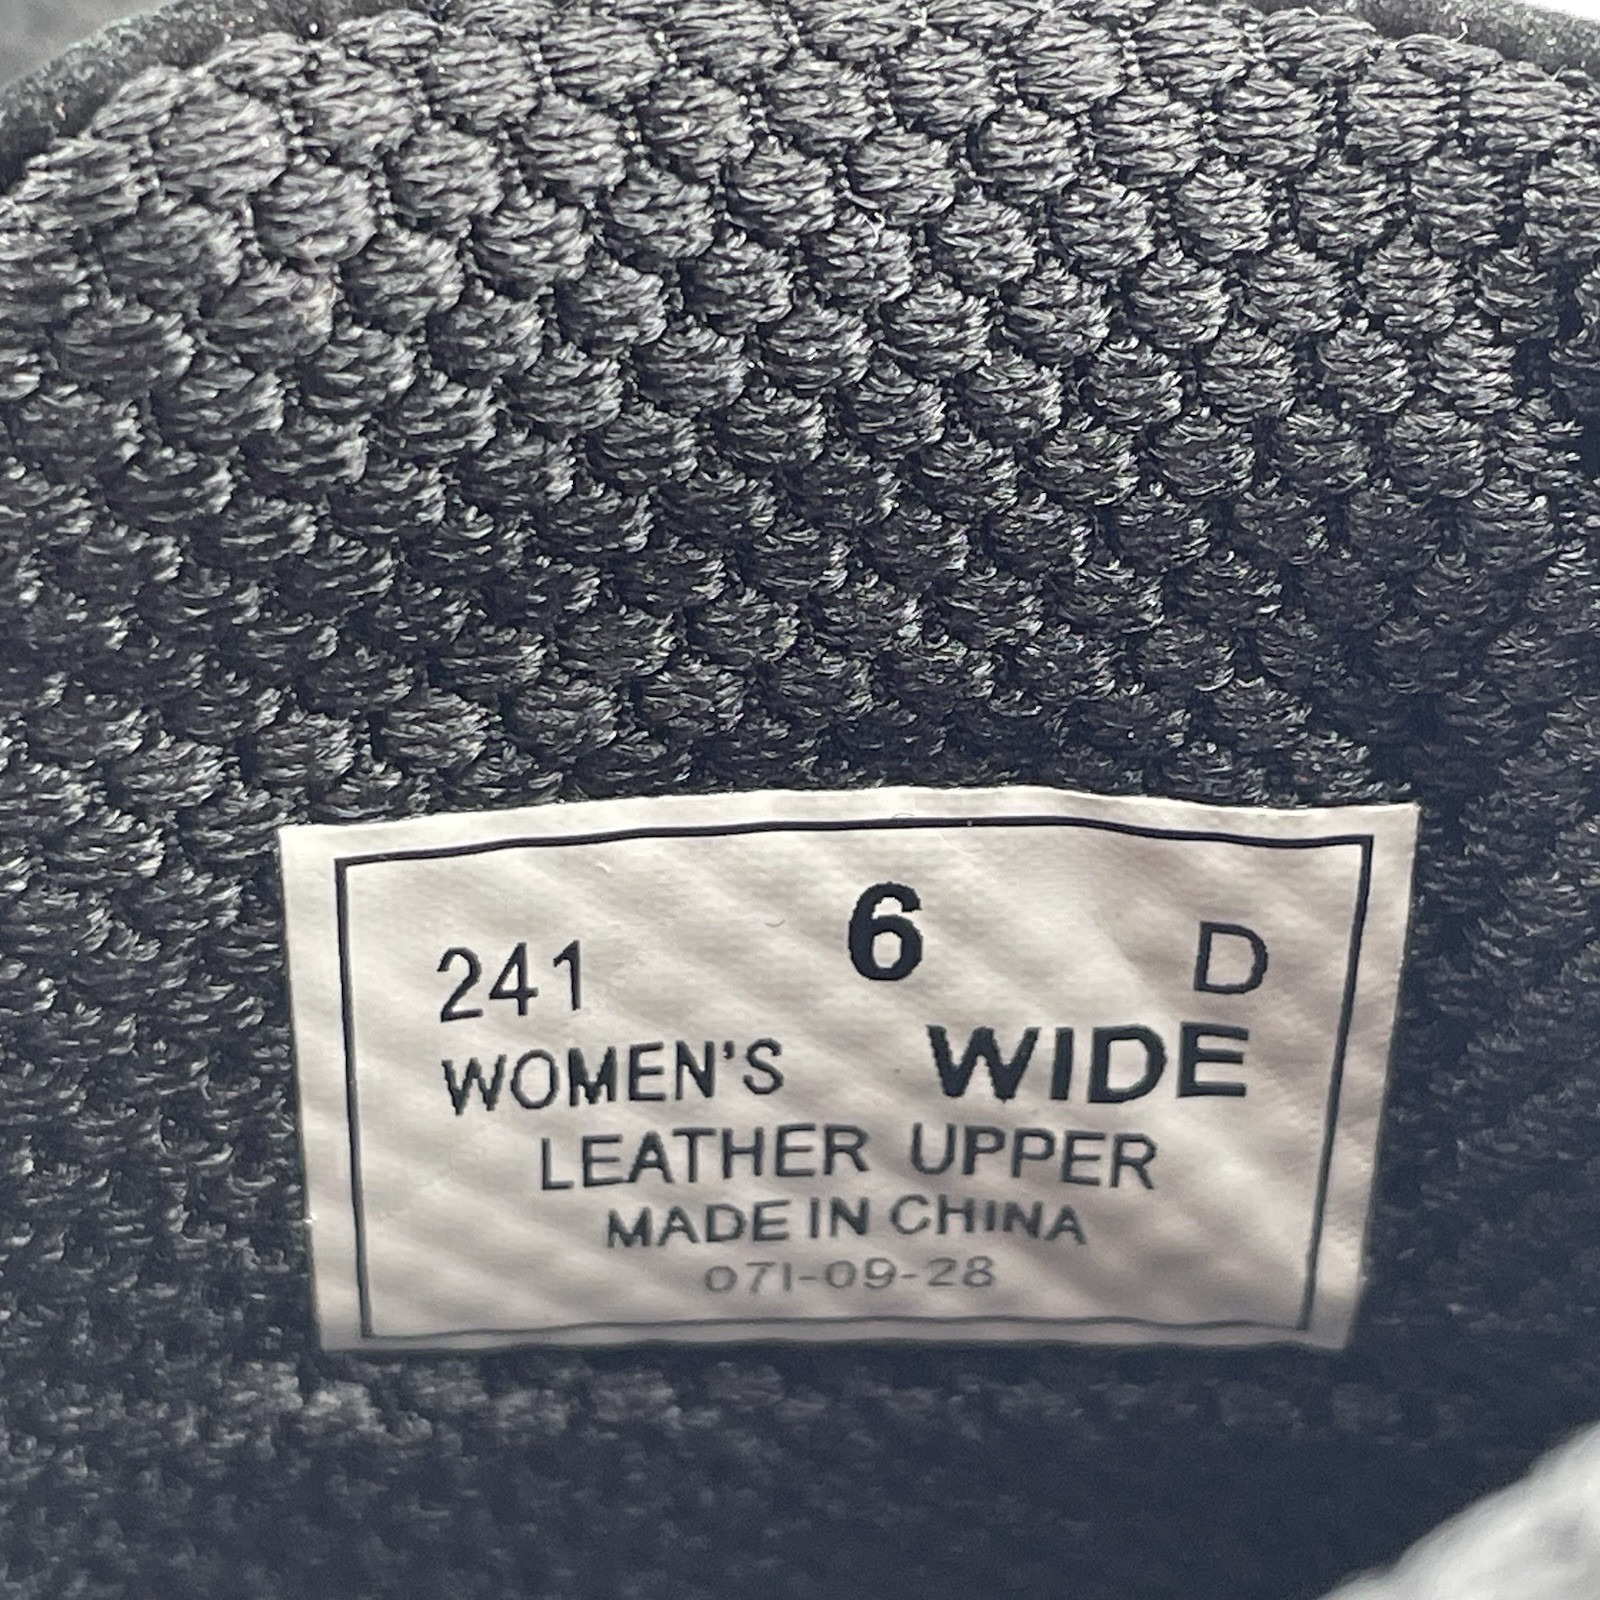 241 6 D
WOMEN'S WIDE
LEATHER UPPER
MADE IN CHINA
071-09-28